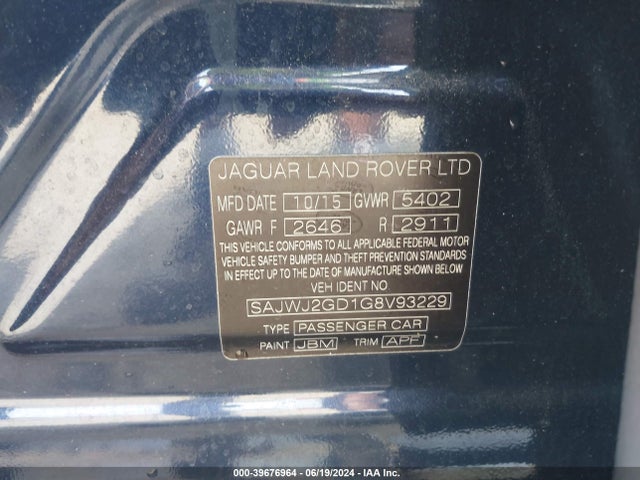 JAGUAR LAND ROVER LTD
MFD DATE 10/15 GVWR 5402
GAWR F 2646 R 2911
THIS VEHICLE CONFORMS TO ALL APPLICABLE FEDERAL MOTOR
VEHICLE SAFETY BUMPER AND THEFT PREVENTION STANDARDS
IN EFFECT UP TO THE DATE OF MANUFACTURE SHOWN BELOW.
VEH IDENT NO
SAJWJ2GD1G8V93229
TYPE PASSENGER CAR
PAINT JBM TRIM APF
000-39676964 - 06/19/2024 - IAA Inc.